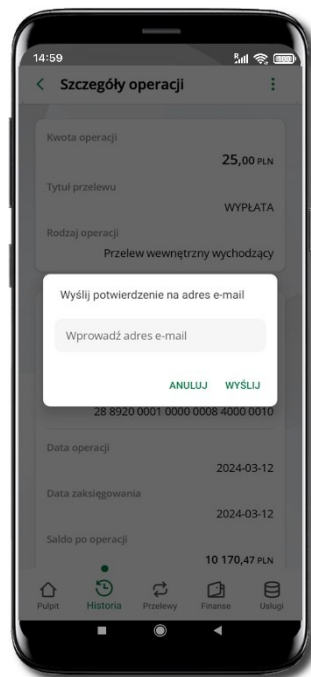 14:59
Szczegóły operacji
Kwota operacji
25,00 PLN
Tytuł przelewu
WYPŁATA
Rodzaj operacji
Przelew wewnętrzny wychodzący
Wyślij potwierdzenie na adres e-mail
Wprowadź adres e-mail
ANULUJ WYŚLIJ
28 8920 0001 0000 0008 4000 0010
Data operacji
2024-03-12
Data zaksięgowania
2024-03-12
Saldo po operacji
10 170,47 PLN
Pulpit Historia Przelewy Finanse Usługi